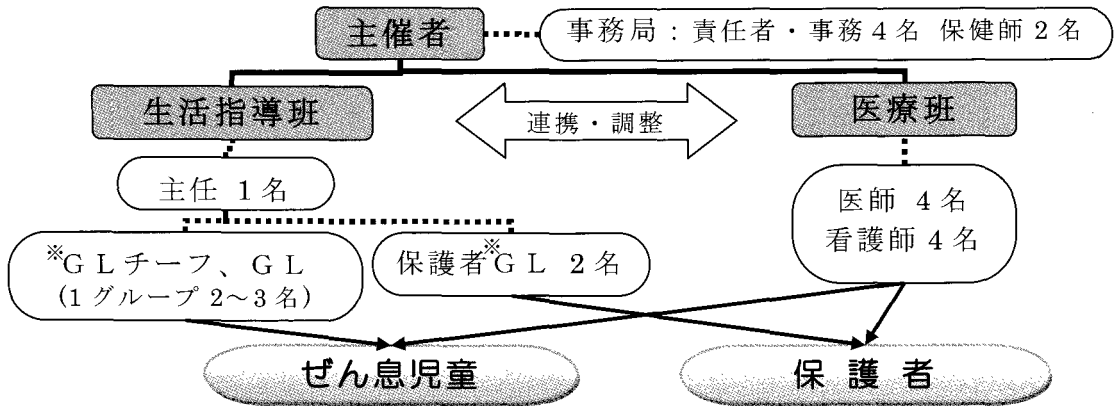 主催者
事務局：責任者・事務4名 保健師2名
生活指導班
連携・調整
医療班
主任 1名
医師 4名
看護師4名
※GLチーフ、GL
(1グループ2～3名)
保護者※GL 2名
ぜん息児童
保護者